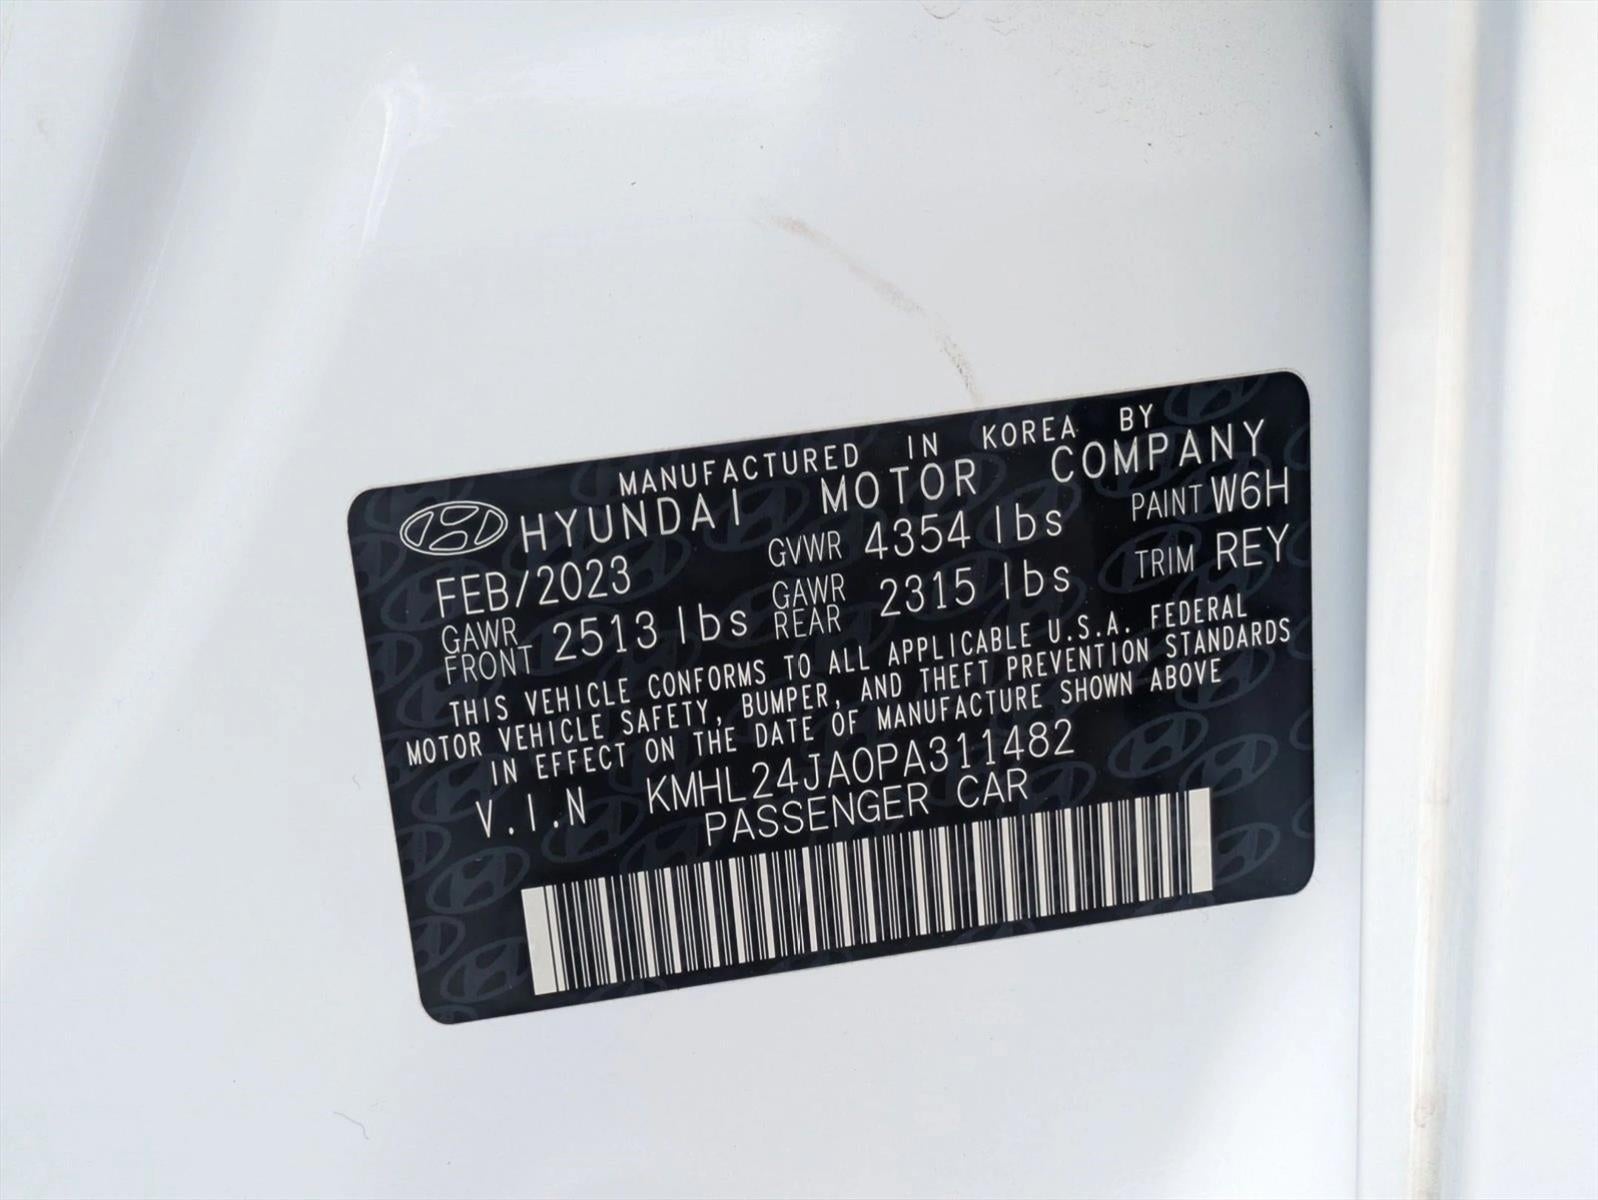 MANUFACTURED IN KOREA BY
HYUNDAI MOTOR COMPANY
FEB/2023 GVWR 4354 lbs PAINT W6H
GAWR FRONT 2513 lbs GAWR REAR 2315 lbs TRIM REY
THIS VEHICLE CONFORMS TO ALL APPLICABLE U.S.A. FEDERAL
MOTOR VEHICLE SAFETY, BUMPER, AND THEFT PREVENTION STANDARDS
IN EFFECT ON THE DATE OF MANUFACTURE SHOWN ABOVE
V.I.N KMHL24JA0PA311482
PASSENGER CAR